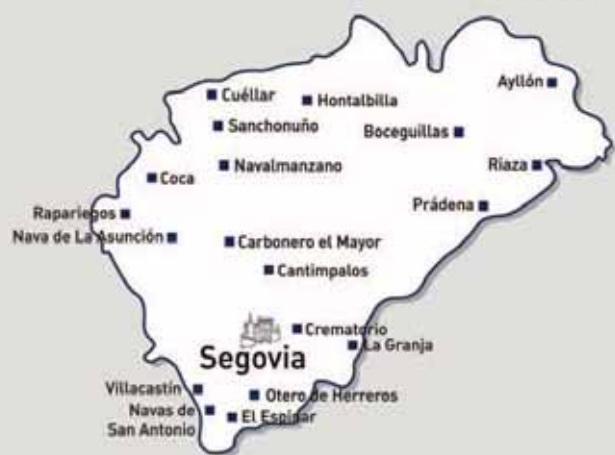 Ayllón
Cuéllar
Hontalbilla
Sanchonuño
Boceguillas
Navalmanzano
Riaza
Coca
Rapariegos
Prádena
Nava de La Asunción
Carbonero el Mayor
Cantimpalos
Crematorio
La Granja
Segovia
Villacastín
Otero de Herreros
Navas de
San Antonio
El Espinar